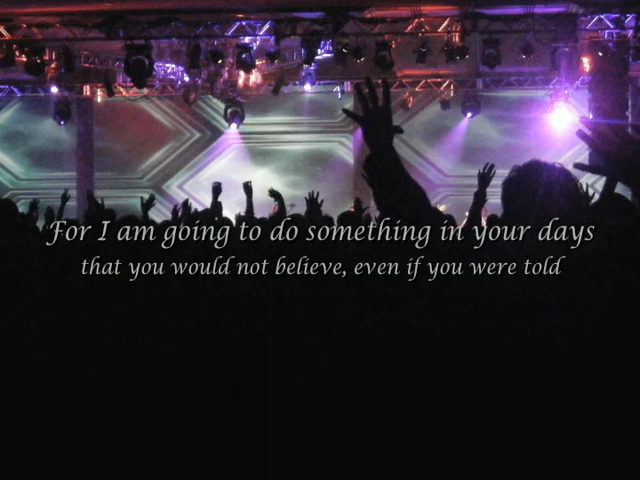 For I am going to do something in your days
that you would not believe, even if you were told